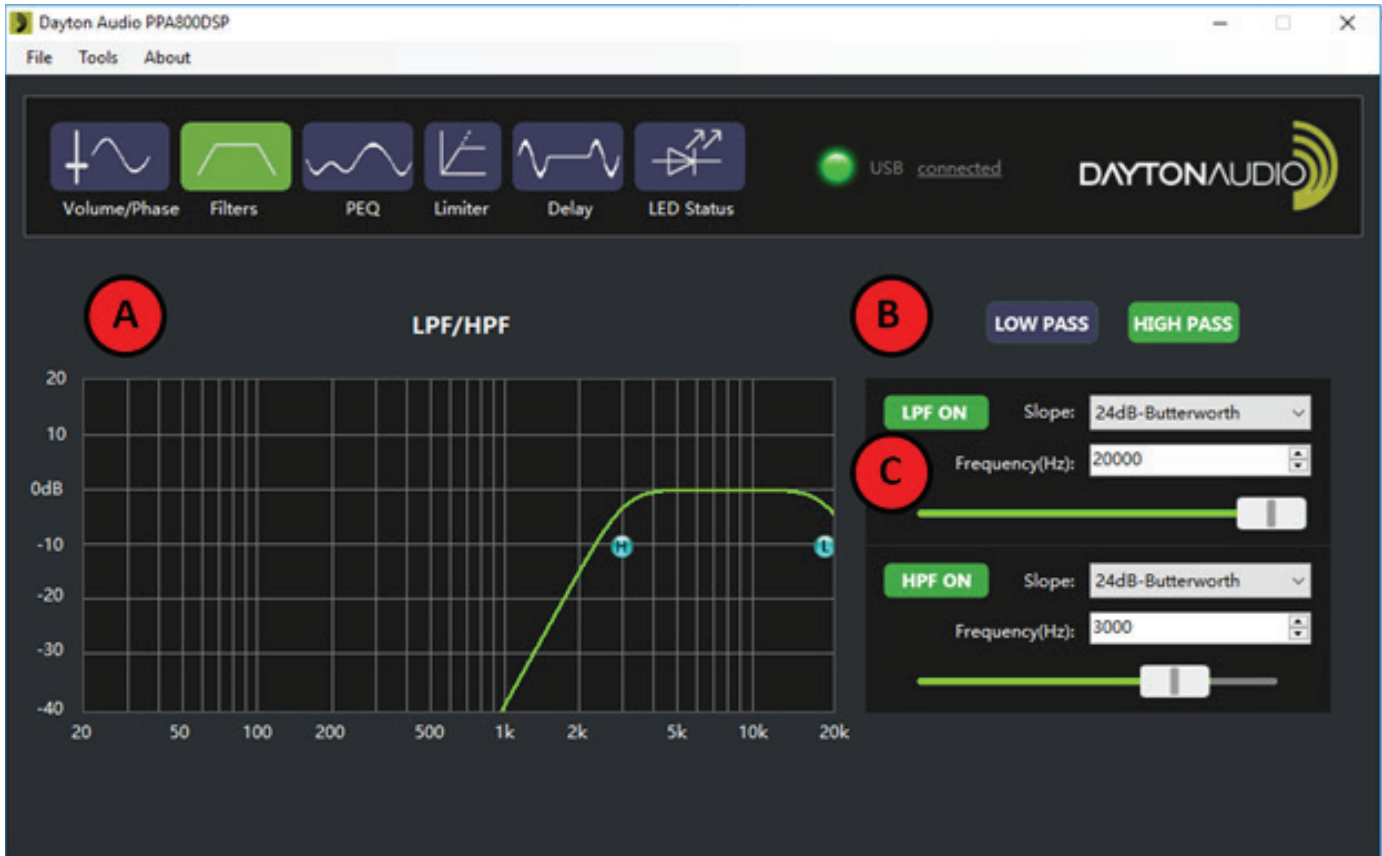 Dayton Audio PPA800DSP
File Tools About
Volume/Phase Filters PEQ Limiter Delay LED Status
USB connected
DAYTONAUDIO
A
LPF/HPF
B
LOW PASS HIGH PASS
20
10
0dB
-10
-20
-30
-40
20 50 100 200 500 1k 2k 5k 10k 20k
H
L
LPF ON Slope: 24dB-Butterworth
C
Frequency(Hz): 20000
HPF ON Slope: 24dB-Butterworth
Frequency(Hz): 3000